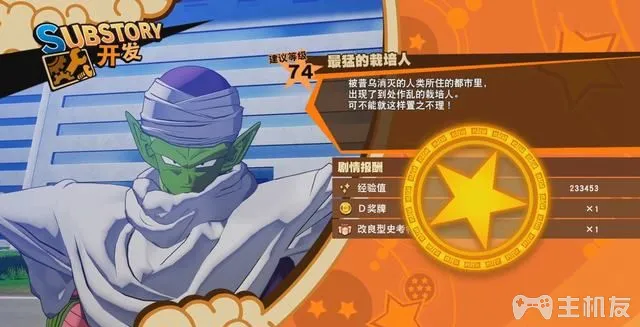 SUBSTORY
开发
建议等级
74
最猛的栽培人
被普乌消灭的人类所住的都市里，
出现了到处作乱的栽培人。
可不能就这样置之不理！
剧情报酬
经验值 233453
D奖牌 ×1
改良型史考 ×1
主机友